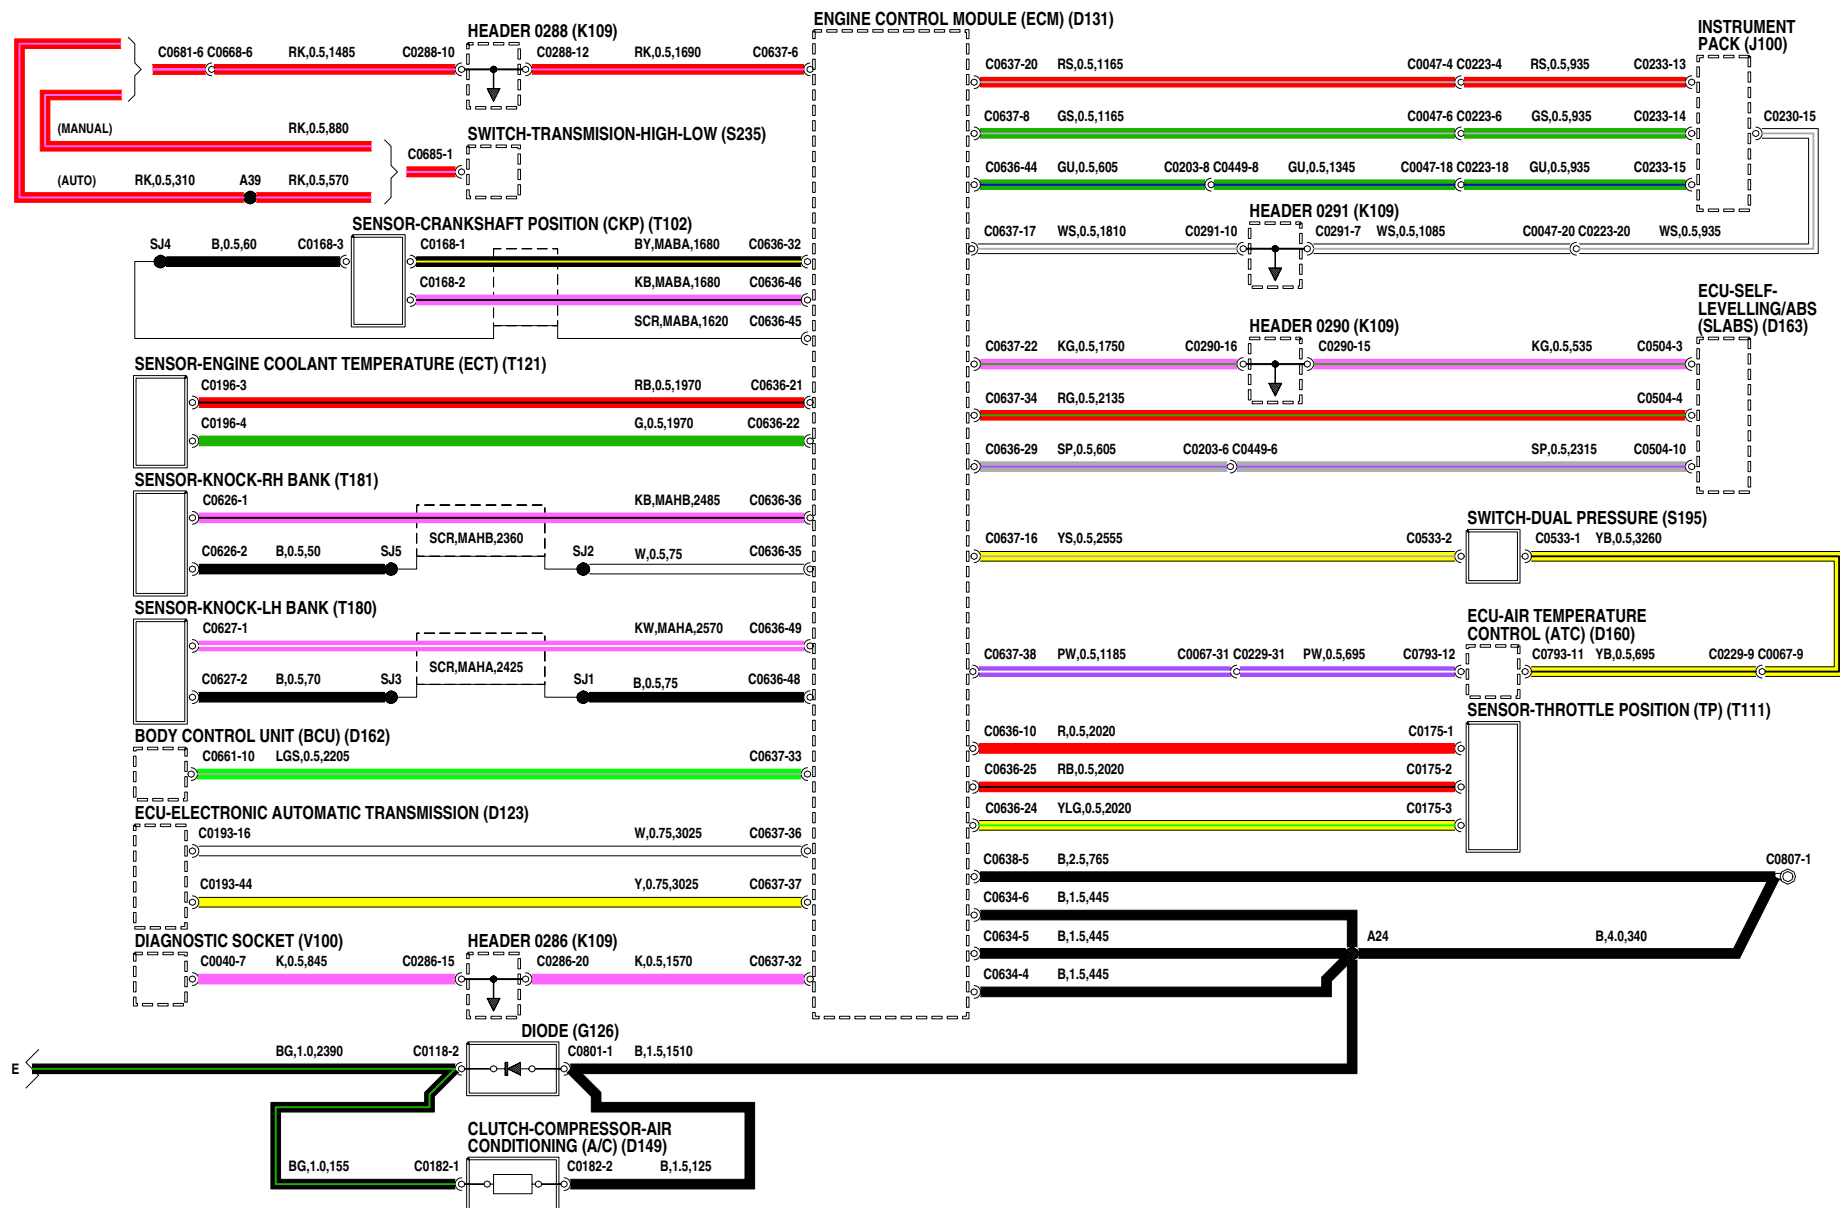 ENGINE CONTROL MODULE (ECM) (D131)
HEADER 0288 (K109)
C0681-6 C0668-6 RK,0.5,1485 C0288-10 C0288-12 RK,0.5,1690 C0637-6
(MANUAL) RK,0.5,880
SWITCH-TRANSMISION-HIGH-LOW (S235)
C0685-1
(AUTO) RK,0.5,310 A39 RK,0.5,570
SENSOR-CRANKSHAFT POSITION (CKP) (T102)
SJ4 B,0.5,60 C0168-3 C0168-1 BY,MABA,1680 C0636-32
C0168-2 KB,MABA,1680 C0636-46
SCR,MABA,1620 C0636-45
SENSOR-ENGINE COOLANT TEMPERATURE (ECT) (T121)
C0196-3 RB,0.5,1970 C0636-21
C0196-4 G,0.5,1970 C0636-22
SENSOR-KNOCK-RH BANK (T181)
C0626-1 KB,MAHB,2485 C0636-36
SCR,MAHB,2360
C0626-2 B,0.5,50 SJ5 SJ2 W,0.5,75 C0636-35
SENSOR-KNOCK-LH BANK (T180)
C0627-1 KW,MAHA,2570 C0636-49
SCR,MAHA,2425
C0627-2 B,0.5,70 SJ3 SJ1 B,0.5,75 C0636-48
BODY CONTROL UNIT (BCU) (D162)
C0661-10 LGS,0.5,2205 C0637-33
ECU-ELECTRONIC AUTOMATIC TRANSMISSION (D123)
C0193-16 W,0.75,3025 C0637-36
C0193-44 Y,0.75,3025 C0637-37
DIAGNOSTIC SOCKET (V100)
HEADER 0286 (K109)
C0040-7 K,0.5,845 C0286-15 C0286-20 K,0.5,1570 C0637-32
DIODE (G126)
E BG,1.0,2390 C0118-2 C0801-1 B,1.5,1510
CLUTCH-COMPRESSOR-AIR
CONDITIONING (A/C) (D149)
BG,1.0,155 C0182-1 C0182-2 B,1.5,125
INSTRUMENT
PACK (J100)
C0637-20 RS,0.5,1165 C0047-4 C0223-4 RS,0.5,935 C0233-13
C0637-8 GS,0.5,1165 C0047-6 C0223-6 GS,0.5,935 C0233-14 C0230-15
C0636-44 GU,0.5,605 C0203-8 C0449-8 GU,0.5,1345 C0047-18 C0223-18 GU,0.5,935 C0233-15
HEADER 0291 (K109)
C0637-17 WS,0.5,1810 C0291-10 C0291-7 WS,0.5,1085 C0047-20 C0223-20 WS,0.5,935
ECU-SELF-
LEVELLING/ABS
(SLABS) (D163)
HEADER 0290 (K109)
C0637-22 KG,0.5,1750 C0290-16 C0290-15 KG,0.5,535 C0504-3
C0637-34 RG,0.5,2135 C0504-4
C0636-29 SP,0.5,605 C0203-6 C0449-6 SP,0.5,2315 C0504-10
SWITCH-DUAL PRESSURE (S195)
C0637-16 YS,0.5,2555 C0533-2 C0533-1 YB,0.5,3260
ECU-AIR TEMPERATURE
CONTROL (ATC) (D160)
C0637-38 PW,0.5,1185 C0067-31 C0229-31 PW,0.5,695 C0793-12 C0793-11 YB,0.5,695 C0229-9 C0067-9
SENSOR-THROTTLE POSITION (TP) (T111)
C0636-10 R,0.5,2020 C0175-1
C0636-25 RB,0.5,2020 C0175-2
C0636-24 YLG,0.5,2020 C0175-3
C0638-5 B,2.5,765 C0807-1
C0634-6 B,1.5,445
C0634-5 B,1.5,445 A24 B,4.0,340
C0634-4 B,1.5,445